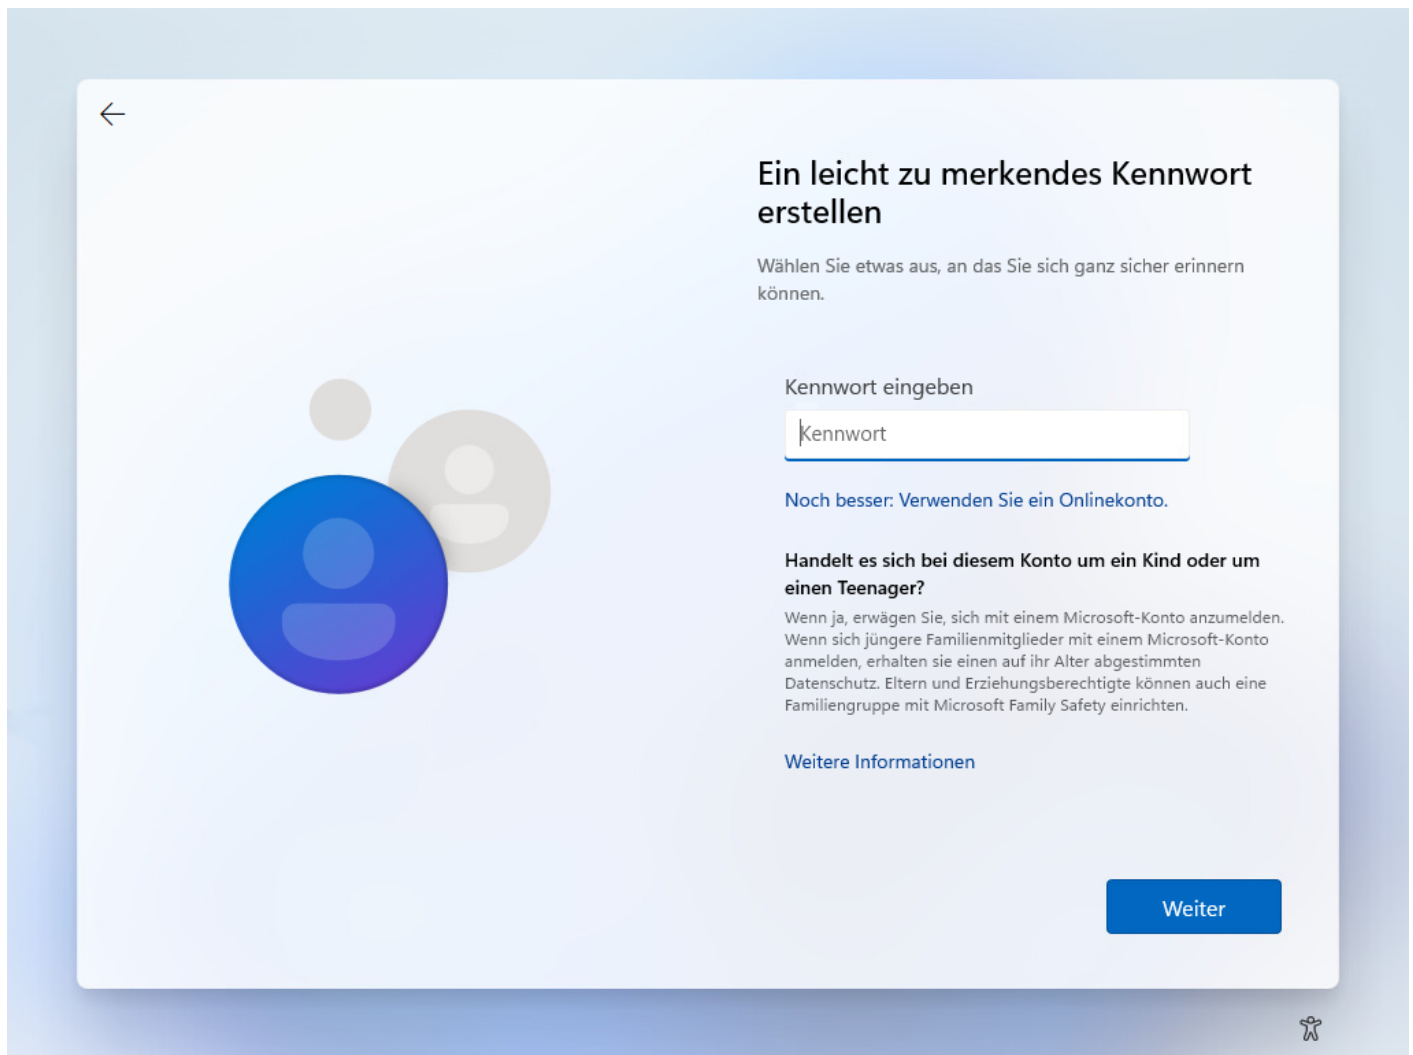 Ein leicht zu merkendes Kennwort
erstellen
Wählen Sie etwas aus, an das Sie sich ganz sicher erinnern
können.
Kennwort eingeben
Kennwort
Noch besser: Verwenden Sie ein Onlinekonto.
Handelt es sich bei diesem Konto um ein Kind oder um
einen Teenager?
Wenn ja, erwägen Sie, sich mit einem Microsoft-Konto anzumelden.
Wenn sich jüngere Familienmitglieder mit einem Microsoft-Konto
anmelden, erhalten sie einen auf ihr Alter abgestimmten
Datenschutz. Eltern und Erziehungsberechtigte können auch eine
Familiengruppe mit Microsoft Family Safety einrichten.
Weitere Informationen
Weiter